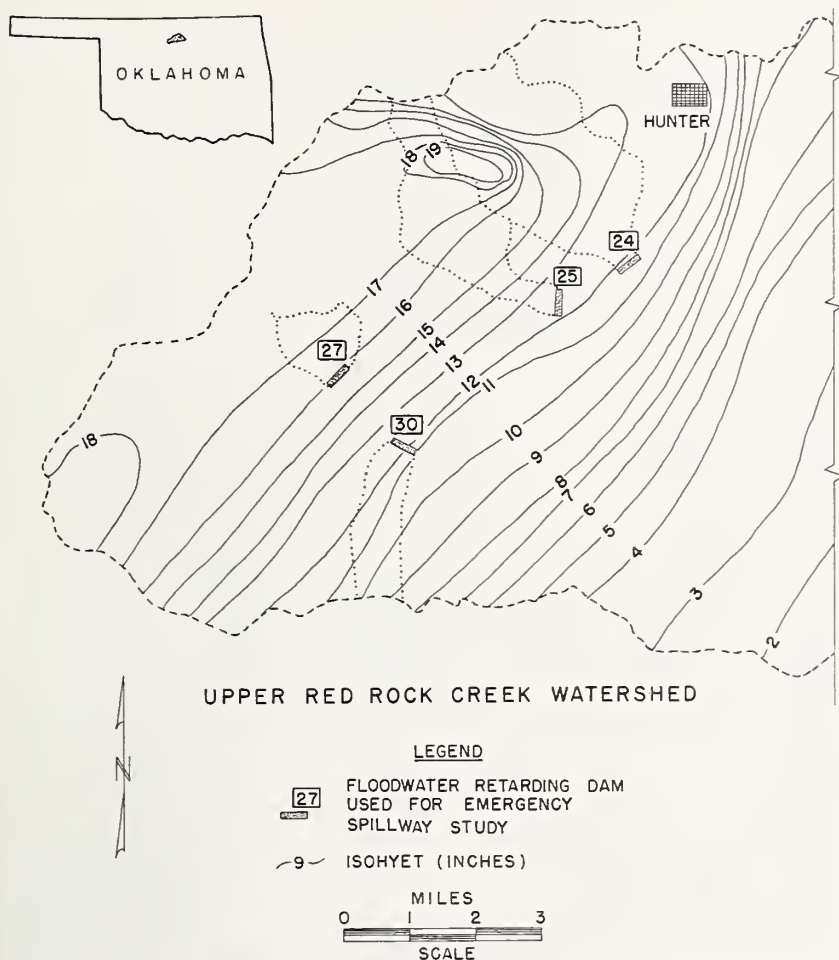 OKLAHOMA
HUNTER
18
19
24
25
17
16
27
15
14
13
12
11
30
18
10
9
8
7
6
5
4
3
2
UPPER RED ROCK CREEK WATERSHED
N
LEGEND
27
FLOODWATER RETARDING DAM
USED FOR EMERGENCY
SPILLWAY STUDY
9
ISOHYET (INCHES)
MILES
0 1 2 3
SCALE